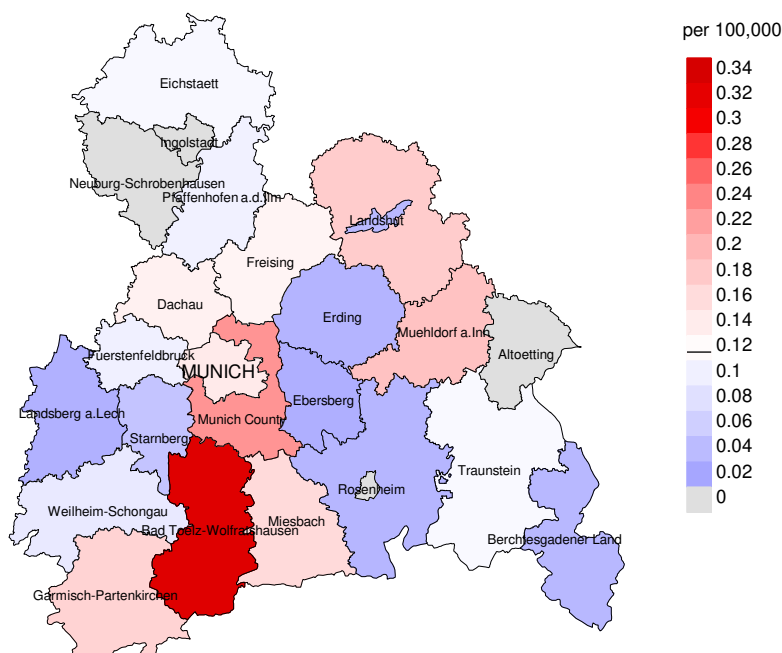 per 100,000
0.34
0.32
0.3
0.28
0.26
0.24
0.22
0.2
0.18
0.16
0.14
0.12
0.1
0.08
0.06
0.04
0.02
0
Eichstaett
Ingolstadt
Neuburg-Schrobenhausen
Pfaffenhofen a.d.Ilm
Landshut
Freising
Dachau
Erding
Muehldorf a.Inn
Altoetting
Fuerstenfeldbruck
MUNICH
Ebersberg
Landsberg a.Lech
Munich County
Starnberg
Traunstein
Rosenheim
Weilheim-Schongau
Miesbach
Bad Toelz-Wolfratshausen
Berchtesgadener Land
Garmisch-Partenkirchen